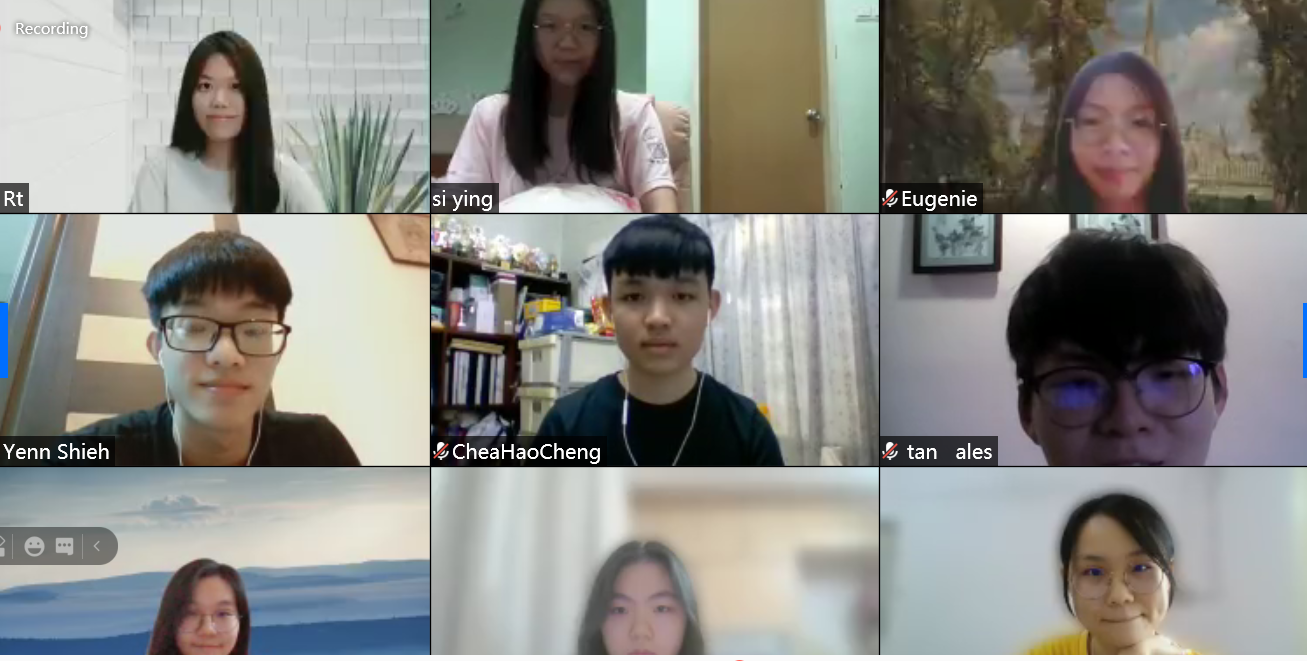 Recording
Rt
si ying
Eugenie
Yenn Shieh
CheaHaoCheng
tan ales